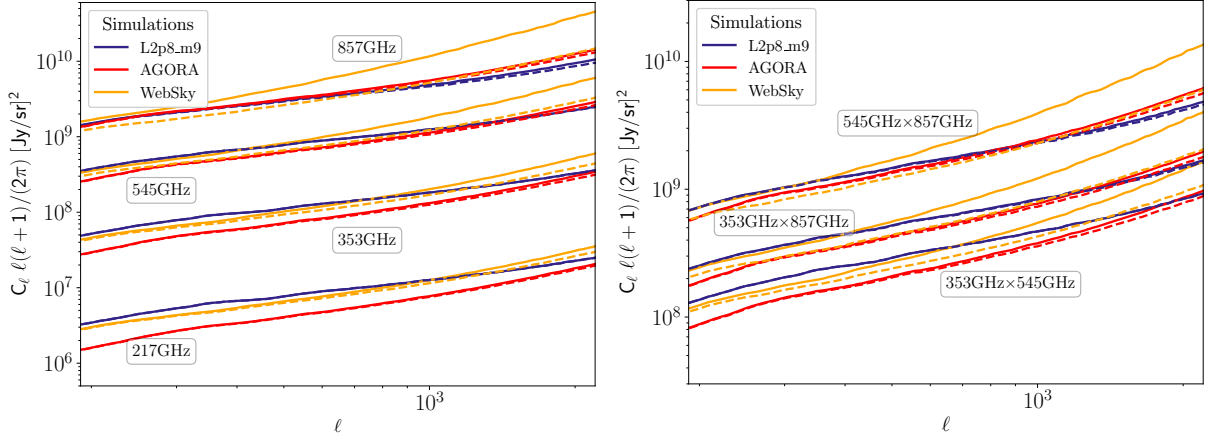 Simulations
L2p8_m9
AGORA
WebSky
857GHz
545GHz
353GHz
217GHz
10^10
10^9
10^8
10^7
10^6
C_ℓ ℓ(ℓ + 1)/(2π) [Jy/sr]^2
10^3
ℓ
Simulations
L2p8_m9
AGORA
WebSky
545GHz×857GHz
353GHz×857GHz
353GHz×545GHz
10^10
10^9
10^8
C_ℓ ℓ(ℓ + 1)/(2π) [Jy/sr]^2
10^3
ℓ